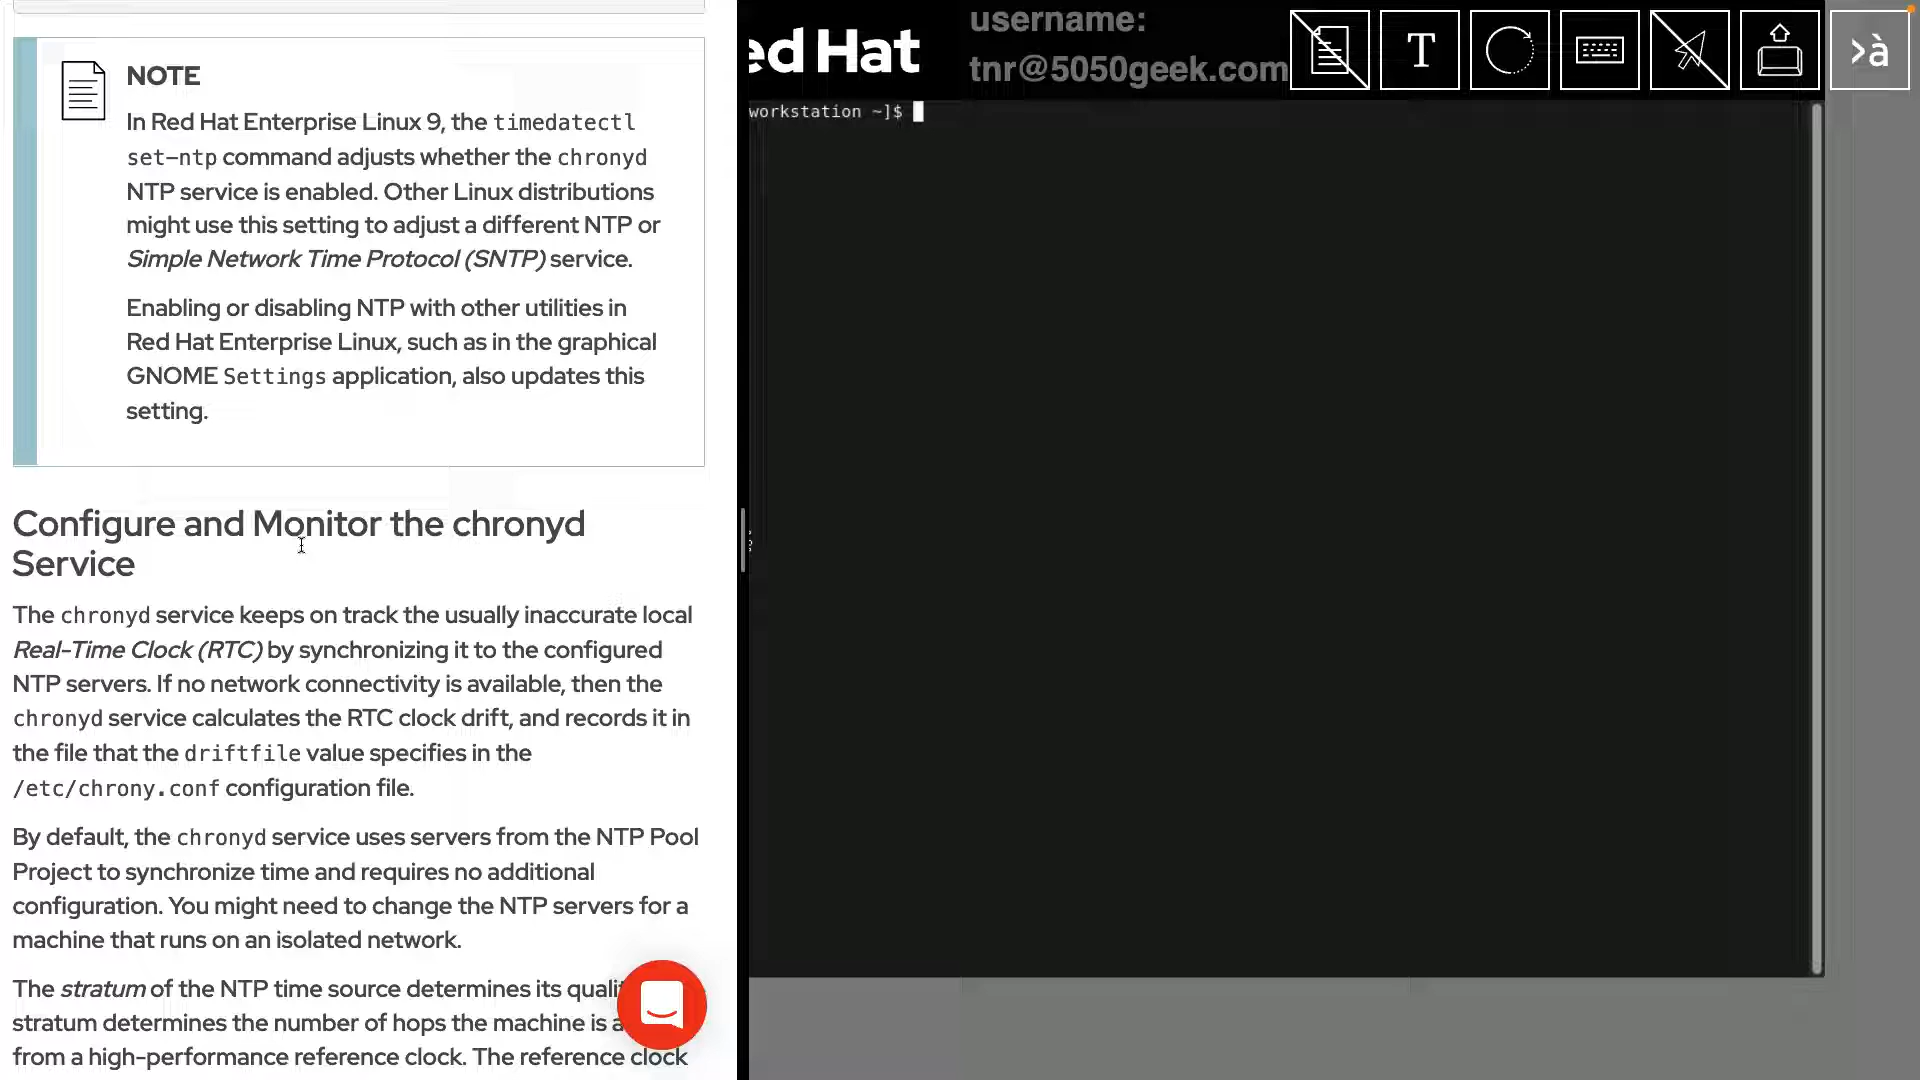 NOTE
In Red Hat Enterprise Linux 9, the timedatectl
set-ntp command adjusts whether the chronyd
NTP service is enabled. Other Linux distributions
might use this setting to adjust a different NTP or
Simple Network Time Protocol (SNTP) service.
Enabling or disabling NTP with other utilities in
Red Hat Enterprise Linux, such as in the graphical
GNOME Settings application, also updates this
setting.
Configure and Monitor the chronyd
Service
The chronyd service keeps on track the usually inaccurate local
Real-Time Clock (RTC) by synchronizing it to the configured
NTP servers. If no network connectivity is available, then the
chronyd service calculates the RTC clock drift, and records it in
the file that the driftfile value specifies in the
/etc/chrony.conf configuration file.
By default, the chronyd service uses servers from the NTP Pool
Project to synchronize time and requires no additional
configuration. You might need to change the NTP servers for a
machine that runs on an isolated network.
The stratum of the NTP time source determines its quali
stratum determines the number of hops the machine is a
from a high-performance reference clock. The reference clock
ed Hat
username:
tnr@5050geek.com
T
>à
workstation ~]$